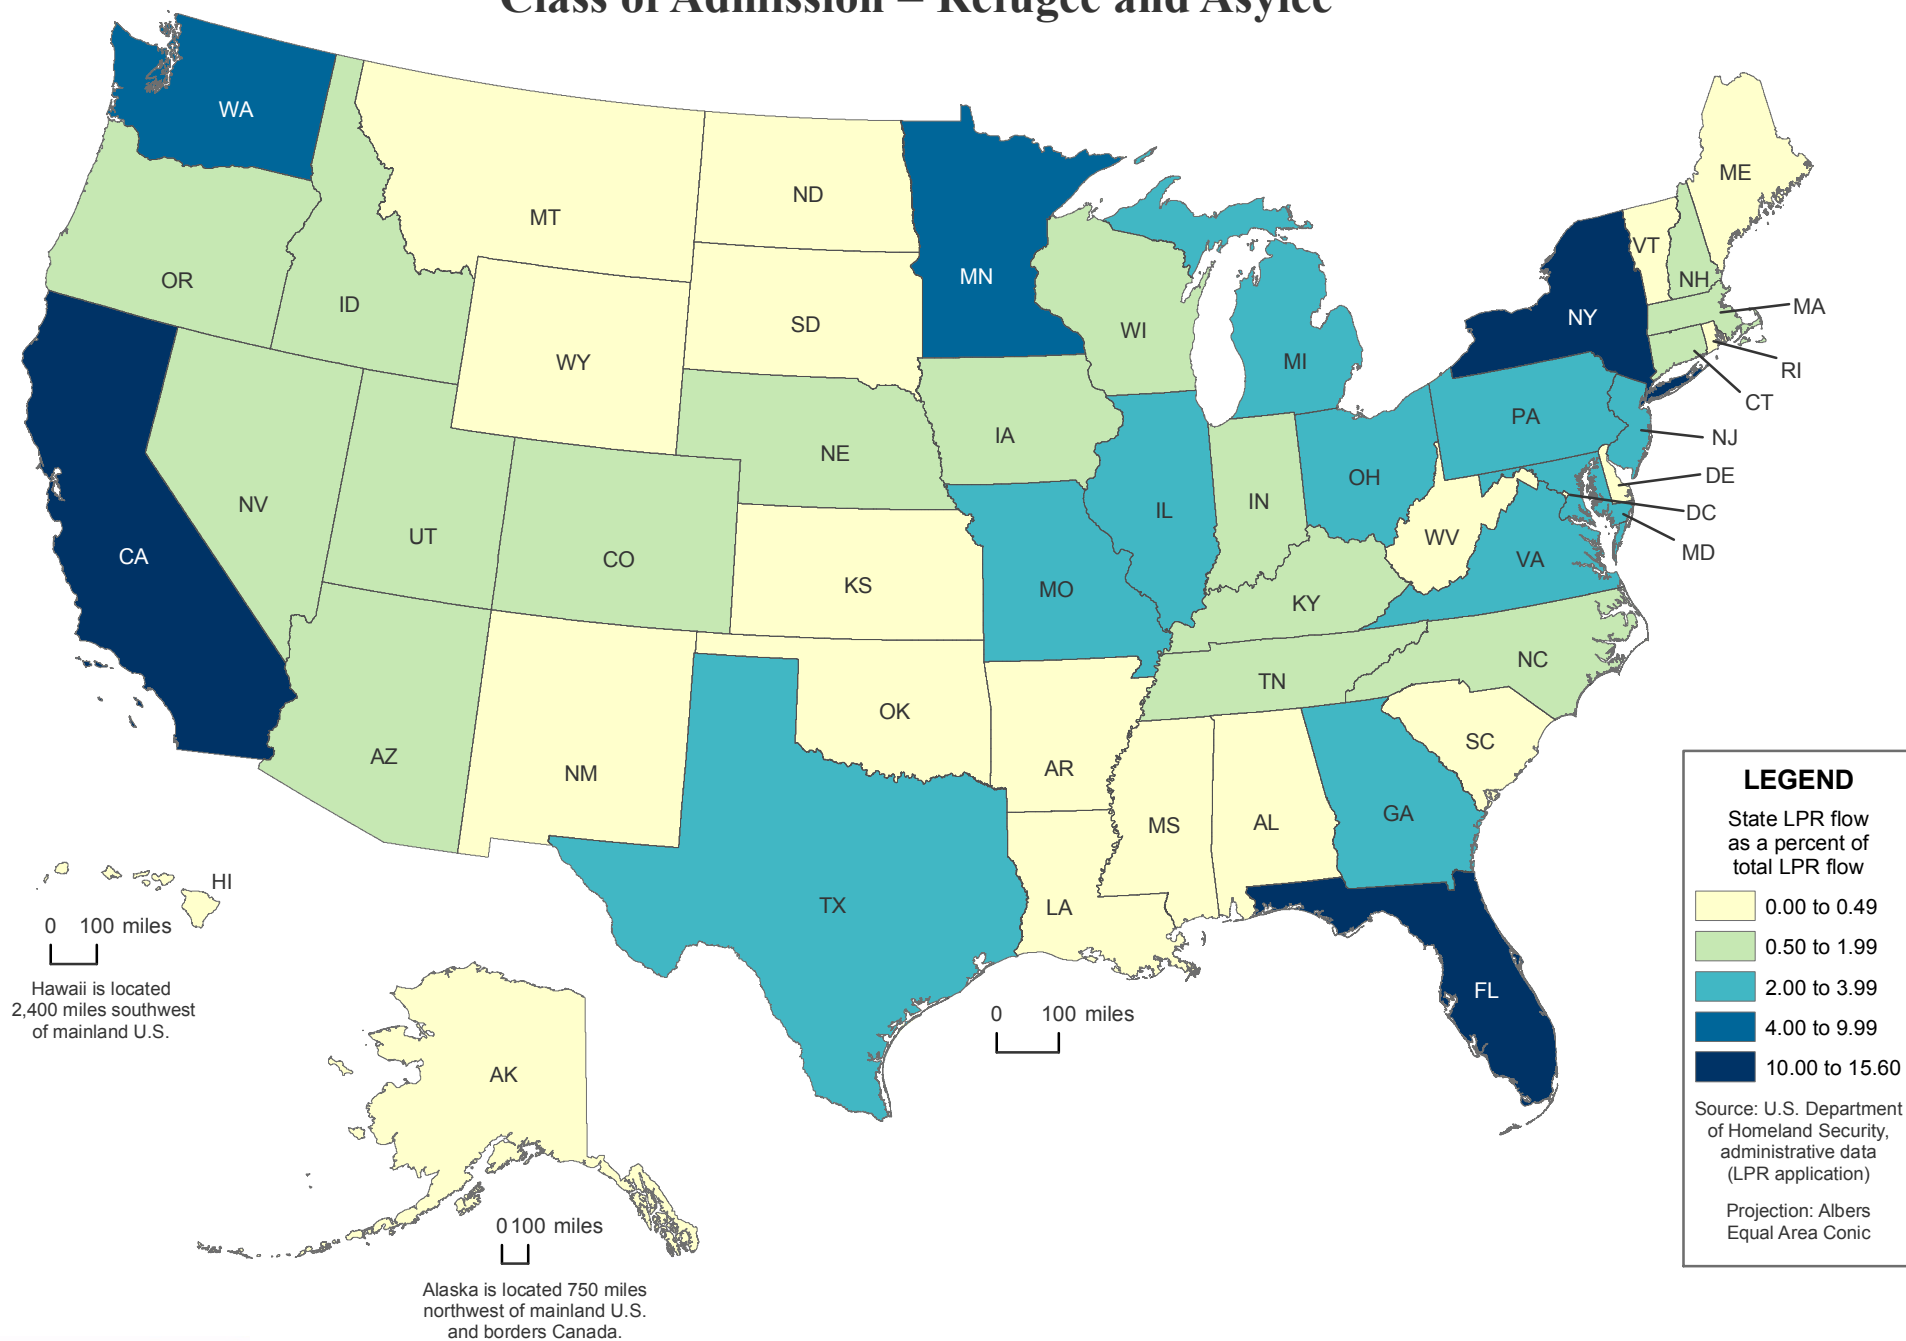 Class of Admission – Refugee and Asylee
WA
MT
ND
MN
ME
VT
NH
OR
ID
WY
SD
WI
MI
NY
MA
RI
CT
NV
UT
CO
NE
IA
IL
IN
OH
PA
NJ
DE
DC
MD
CA
KS
MO
KY
WV
VA
AZ
NM
OK
AR
TN
NC
SC
MS
AL
GA
TX
LA
FL
HI
0 100 miles
Hawaii is located
2,400 miles southwest
of mainland U.S.
AK
0 100 miles
Alaska is located 750 miles
northwest of mainland U.S.
and borders Canada.
0 100 miles
LEGEND
State LPR flow
as a percent of
total LPR flow
0.00 to 0.49
0.50 to 1.99
2.00 to 3.99
4.00 to 9.99
10.00 to 15.60
Source: U.S. Department
of Homeland Security,
administrative data
(LPR application)
Projection: Albers
Equal Area Conic